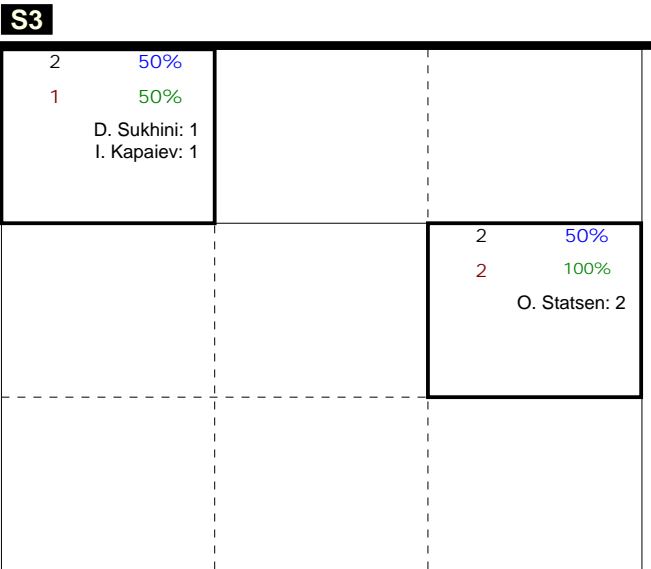 S3
2 50%
1 50%
D. Sukhini: 1
I. Kapaiev: 1
2 50%
2 100%
O. Statsen: 2